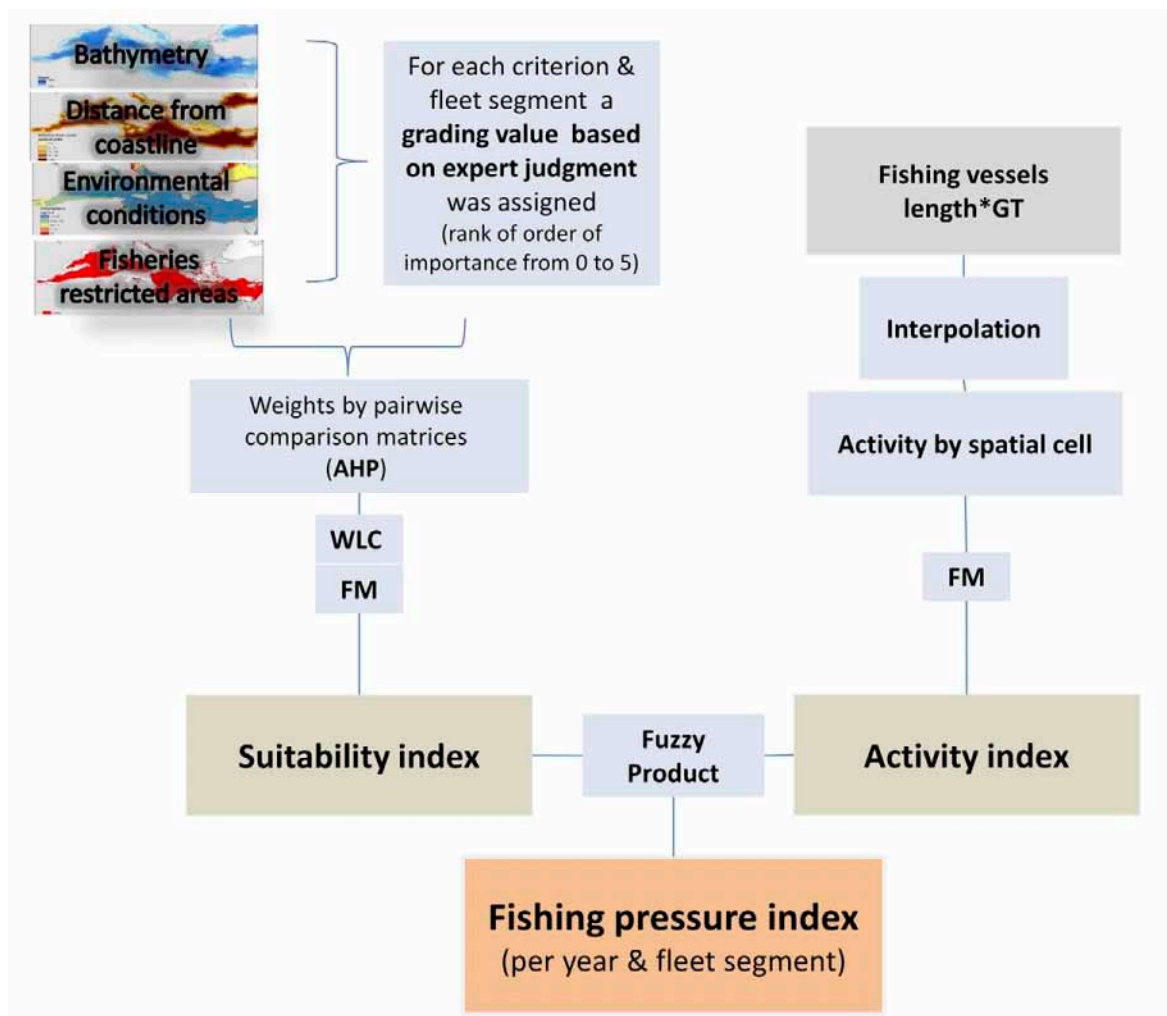 Bathymetry
Distance from
coastline
Environmental
conditions
Fisheries
restricted areas
For each criterion &
fleet segment a
grading value based
on expert judgment
was assigned
(rank of order of
importance from 0 to 5)
Weights by pairwise
comparison matrices
(AHP)
WLC
FM
Suitability index
Fishing vessels
length*GT
Interpolation
Activity by spatial cell
FM
Activity index
Fuzzy
Product
Fishing pressure index
(per year & fleet segment)